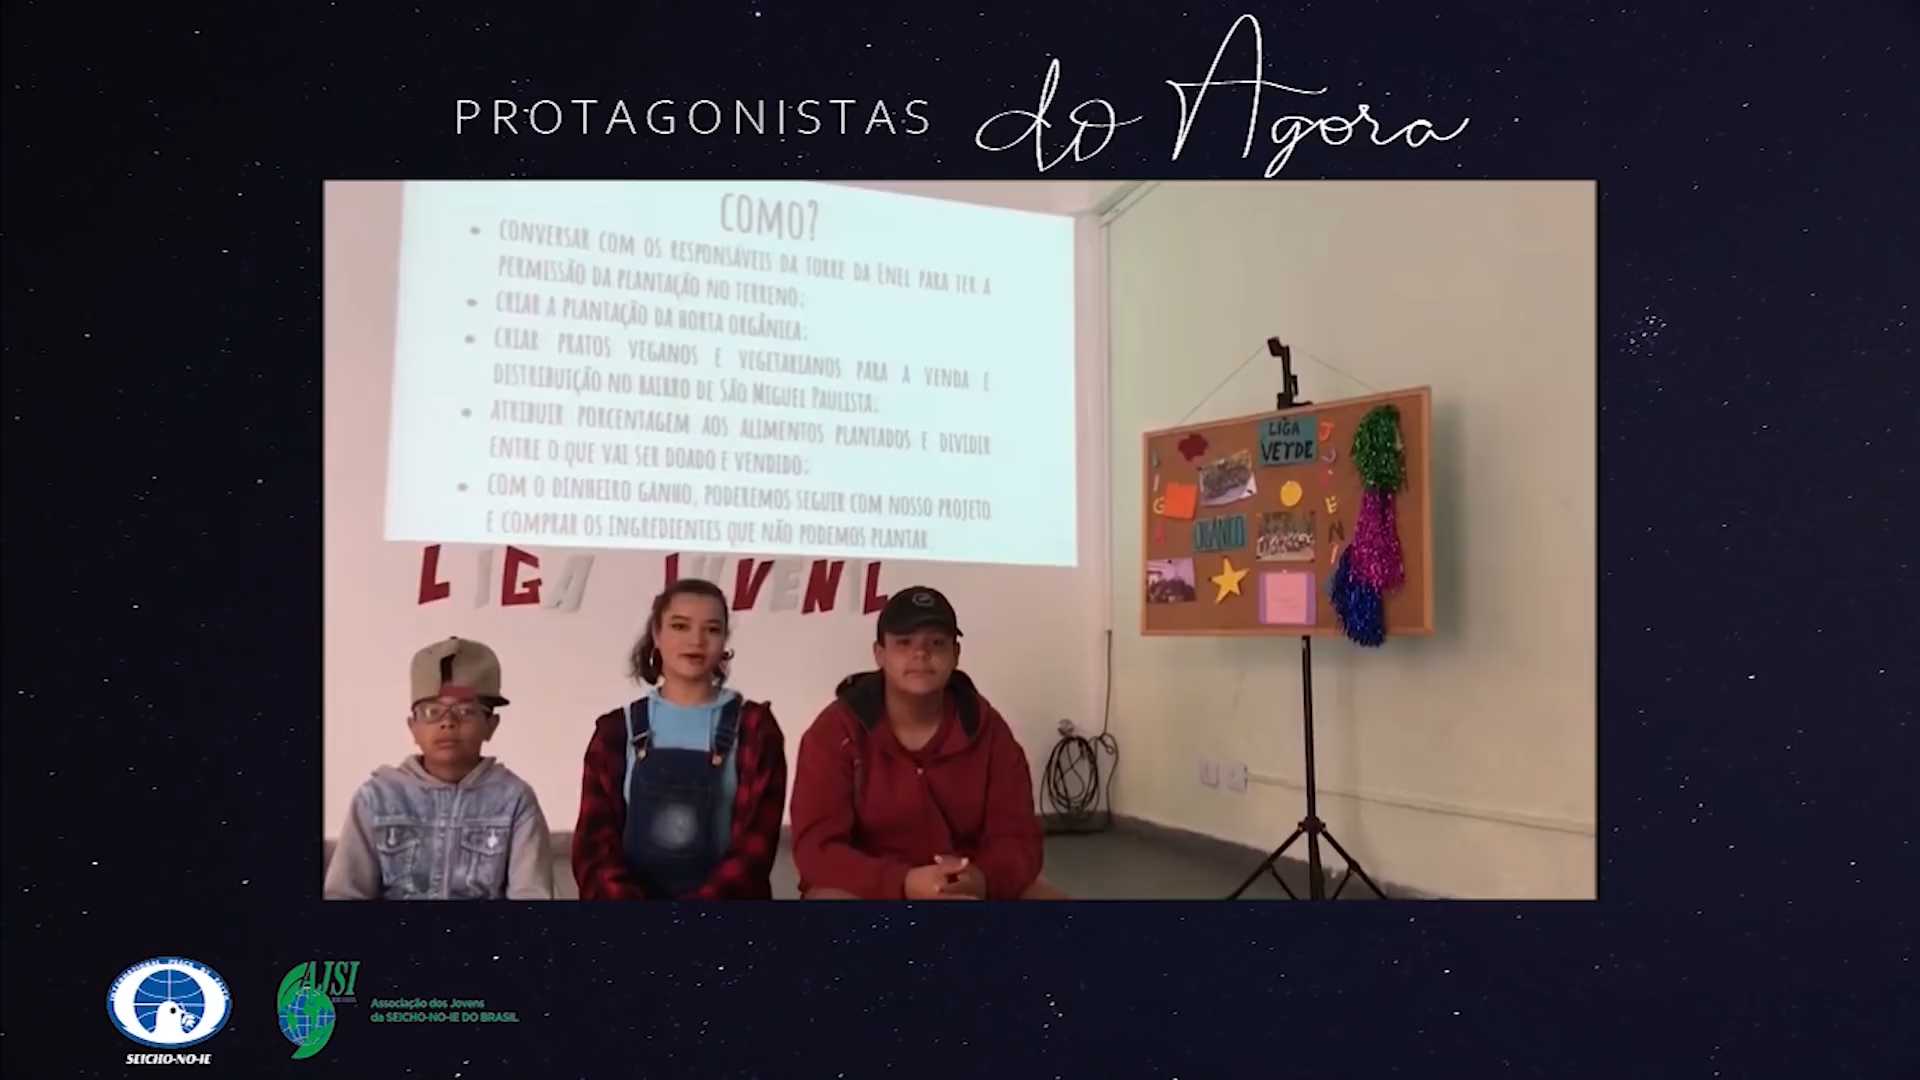 PROTAGONISTAS do Agora
COMO?
• CONVERSAR COM OS RESPONSÁVEIS DA TORRE DA ENEL PARA TER A
PERMISSÃO DA PLANTAÇÃO NO TERRENO;
• CRIAR A PLANTAÇÃO DA HORTA ORGÂNICA;
• CRIAR PRATOS VEGANOS E VEGETARIANOS PARA A VENDA E
DISTRIBUIÇÃO NO BAIRRO DE SÃO MIGUEL PAULISTA;
• ATRIBUIR PORCENTAGEM AOS ALIMENTOS PLANTADOS E DIVIDIR
ENTRE O QUE VAI SER DOADO E VENDIDO;
• COM O DINHEIRO GANHO, PODEREMOS SEGUIR COM NOSSO PROJETO
E COMPRAR OS INGREDIENTES QUE NÃO PODEMOS PLANTAR.
LIGA JUVENIL
LIGA
VERDE
ORGÂNICO
SEICHO-NO-IE
AJSI
Associação dos Jovens
da SEICHO-NO-IE DO BRASIL